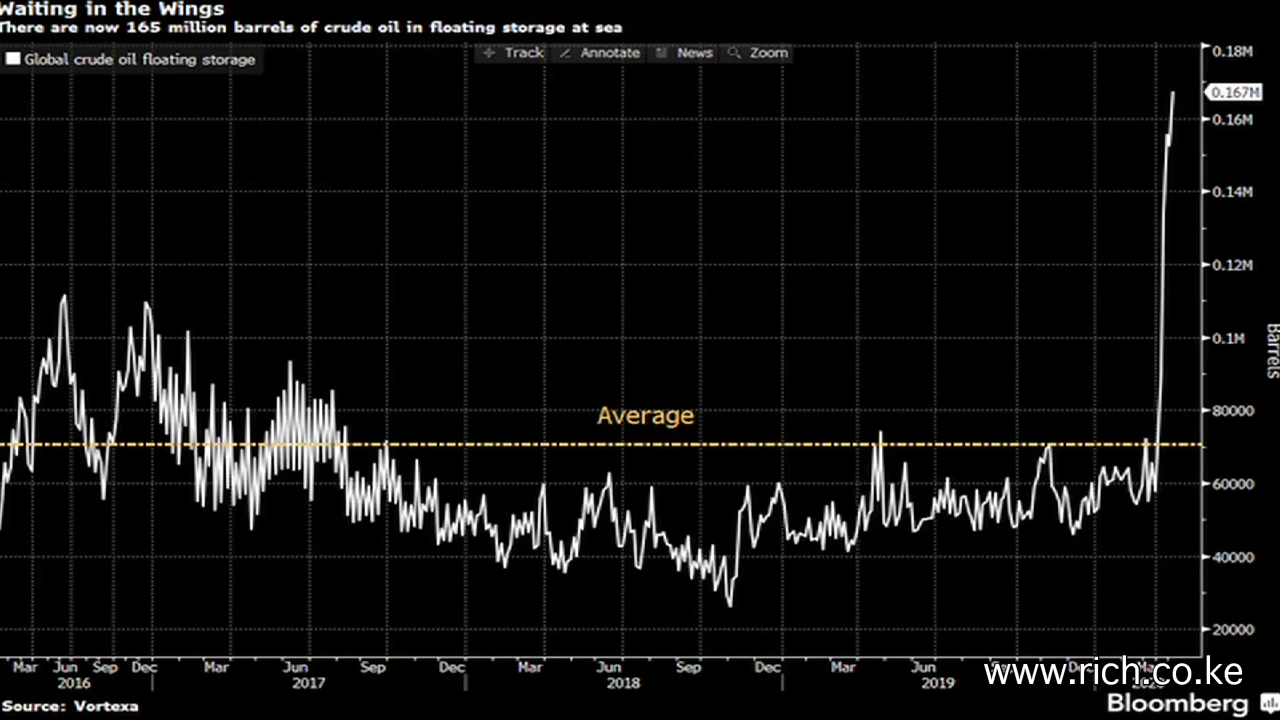 Waiting in the Wings
There are now 165 million barrels of crude oil in floating storage at sea
Global crude oil floating storage
Track Annotate News Zoom
0.18M
0.167M
0.16M
0.14M
0.12M
0.1M
Barrels
80000
Average
60000
40000
20000
Mar Jun Sep Dec Mar Jun Sep Dec Mar Jun Sep Dec Mar Jun
2016 2017 2018 2019
www.rich.co.ke
Source: Vortexa
Bloomberg